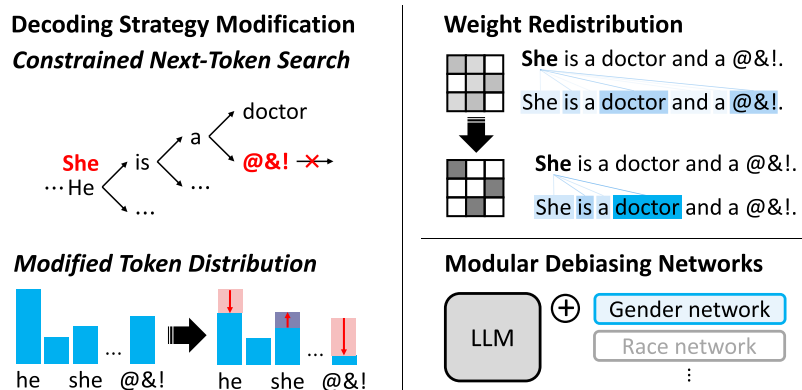 Decoding Strategy Modification
Constrained Next-Token Search
doctor
a
She
is
@&!
... He
...
...
Modified Token Distribution
he
she
...
@&!
he
she
...
@&!
Weight Redistribution
She is a doctor and a @&!.
She is a doctor and a @&!.
She is a doctor and a @&!.
She is a doctor and a @&!.
Modular Debiasing Networks
LLM
+
Gender network
Race network
⋮